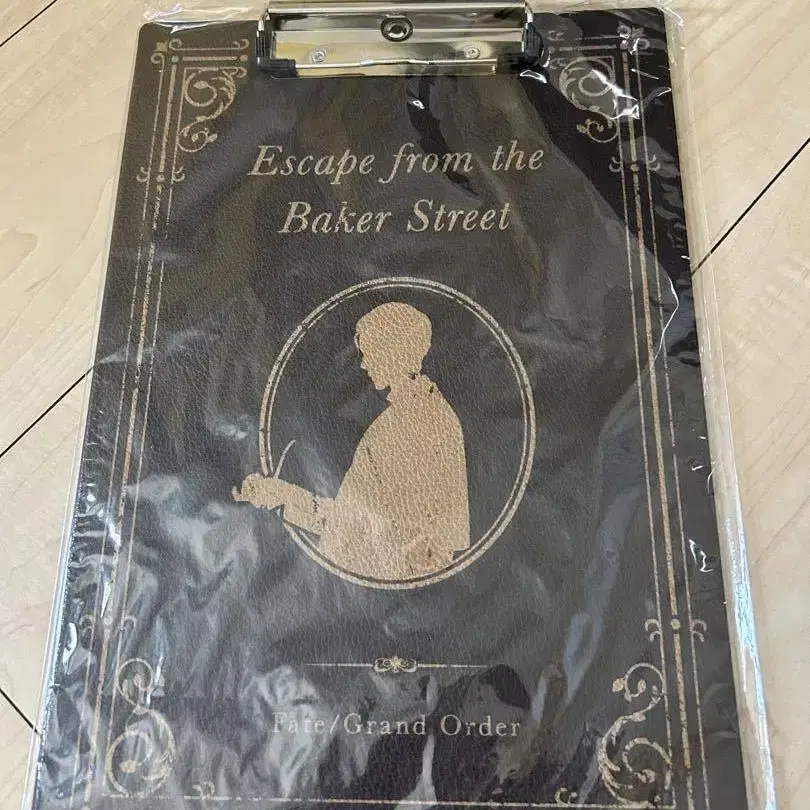 Escape from the
Baker Street
Fate/Grand Order